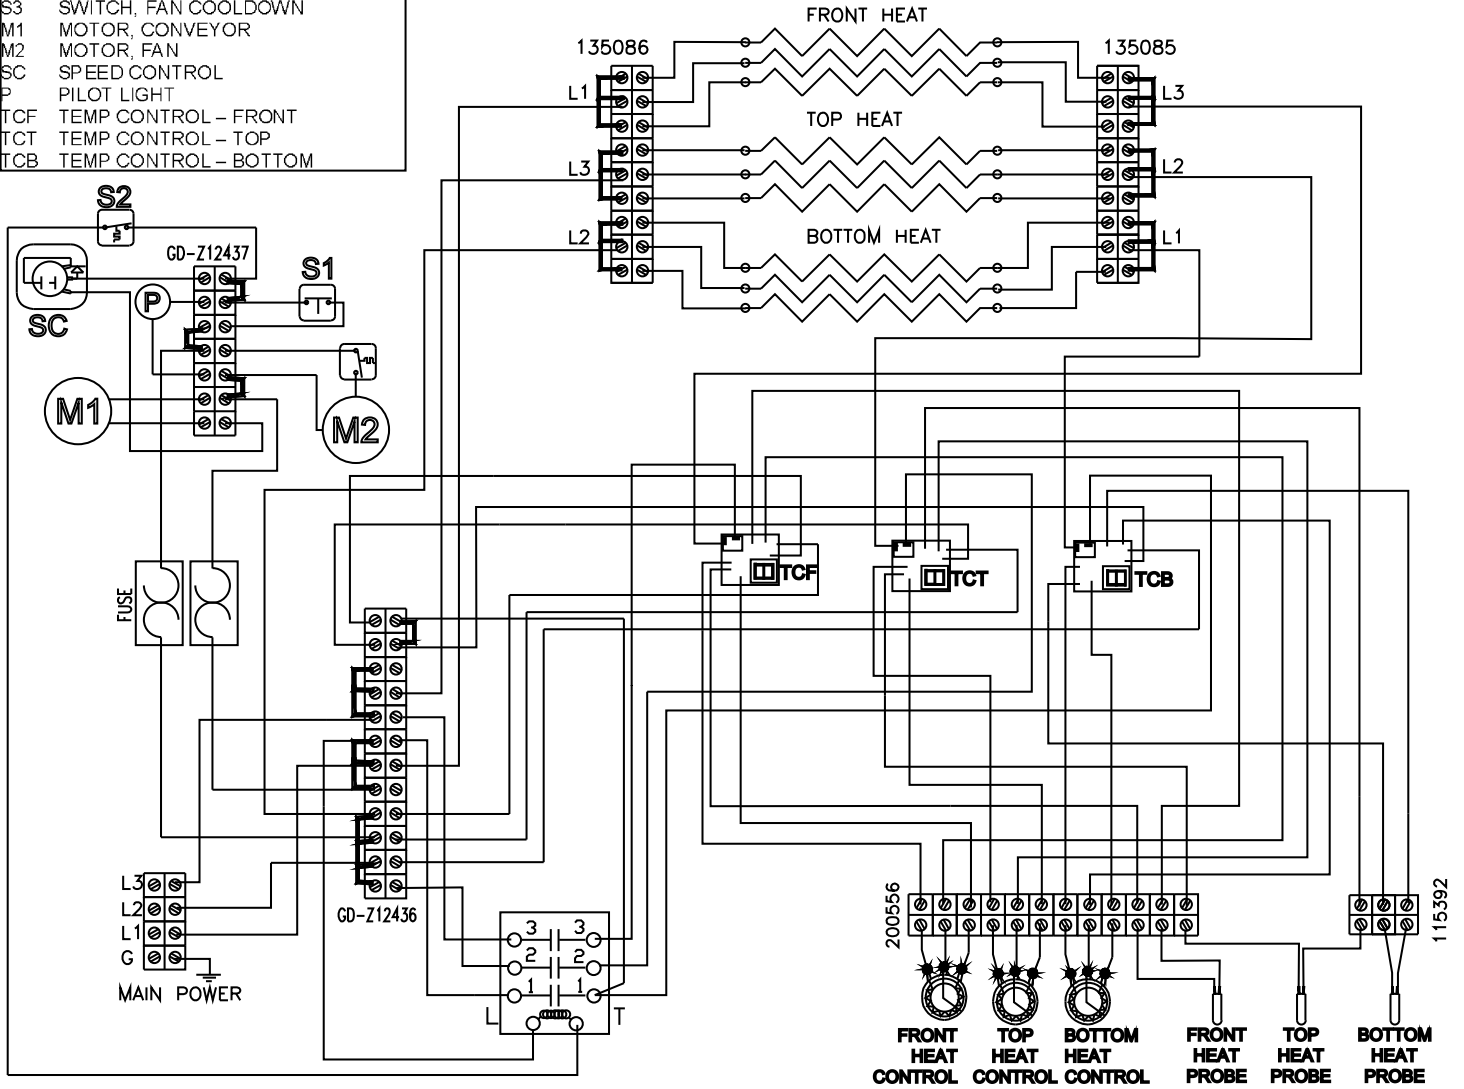 S3 SWITCH, FAN COOLDOWN
M1 MOTOR, CONVEYOR
M2 MOTOR, FAN
SC SPEED CONTROL
P PILOT LIGHT
TCF TEMP CONTROL – FRONT
TCT TEMP CONTROL – TOP
TCB TEMP CONTROL – BOTTOM
FRONT HEAT
135086
135085
L1
L3
TOP HEAT
L3
L2
BOTTOM HEAT
L2
L1
S2
GD-Z12437
S1
P
SC
M1
M2
FUSE
TCF
TCT
TCB
GD-Z12436
L3
L2
L1
G
MAIN POWER
3 3
2 2
1 1
L T
200556
115392
FRONT HEAT CONTROL
TOP HEAT CONTROL
BOTTOM HEAT CONTROL
FRONT HEAT PROBE
TOP HEAT PROBE
BOTTOM HEAT PROBE